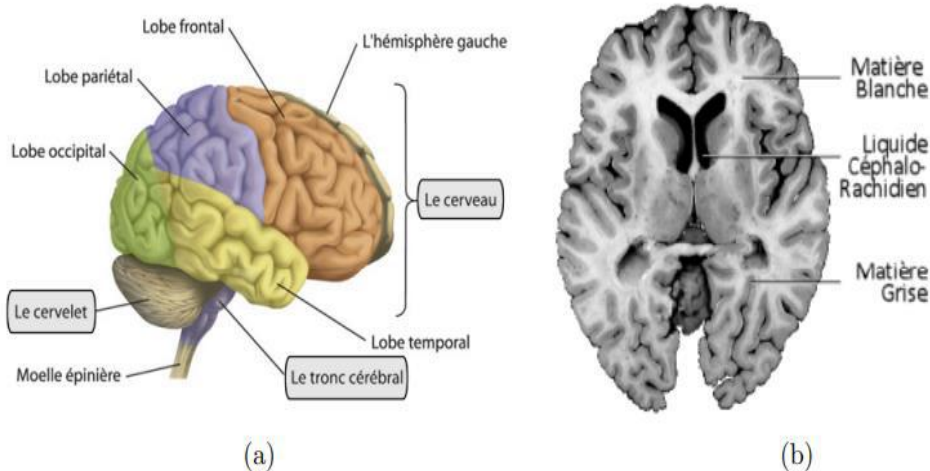 Lobe frontal
L'hémisphère gauche
Lobe pariétal
Lobe occipital
Le cerveau
Le cervelet
Lobe temporal
Moelle épinière
Le tronc cérébral
(a)
Matière
Blanche
Liquide
Céphalo-
Rachidien
Matière
Grise
(b)